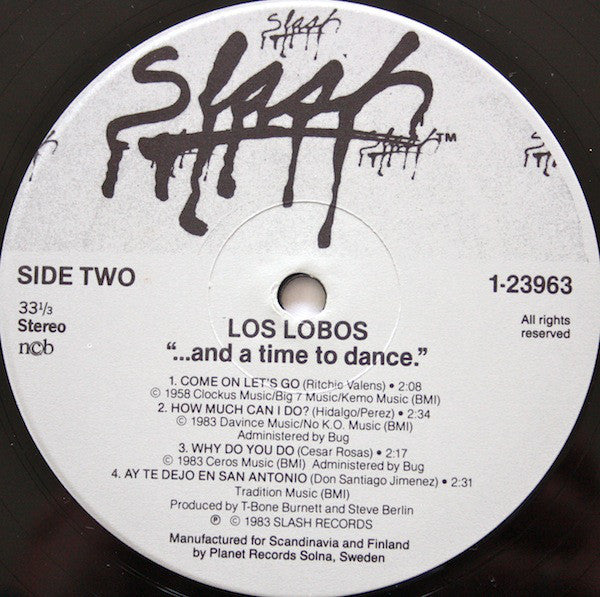 Slash
Slash™
Slash
SIDE TWO
1-23963
33⅓
Stereo
ncb
All rights
reserved
LOS LOBOS
“...and a time to dance.”
1. COME ON LET'S GO (Ritchie Valens) • 2:08
© 1958 Clockus Music/Big 7 Music/Kemo Music (BMI)
2. HOW MUCH CAN I DO? (Hidalgo/Perez) • 2:34
© 1983 Davince Music/No K.O. Music (BMI)
Administered by Bug
3. WHY DO YOU DO (Cesar Rosas) • 2:17
© 1983 Ceros Music (BMI) Administered by Bug
4. AY TE DEJO EN SAN ANTONIO (Don Santiago Jimenez) • 2:31
Tradition Music (BMI)
Produced by T-Bone Burnett and Steve Berlin
℗ © 1983 SLASH RECORDS
Manufactured for Scandinavia and Finland
by Planet Records Solna, Sweden